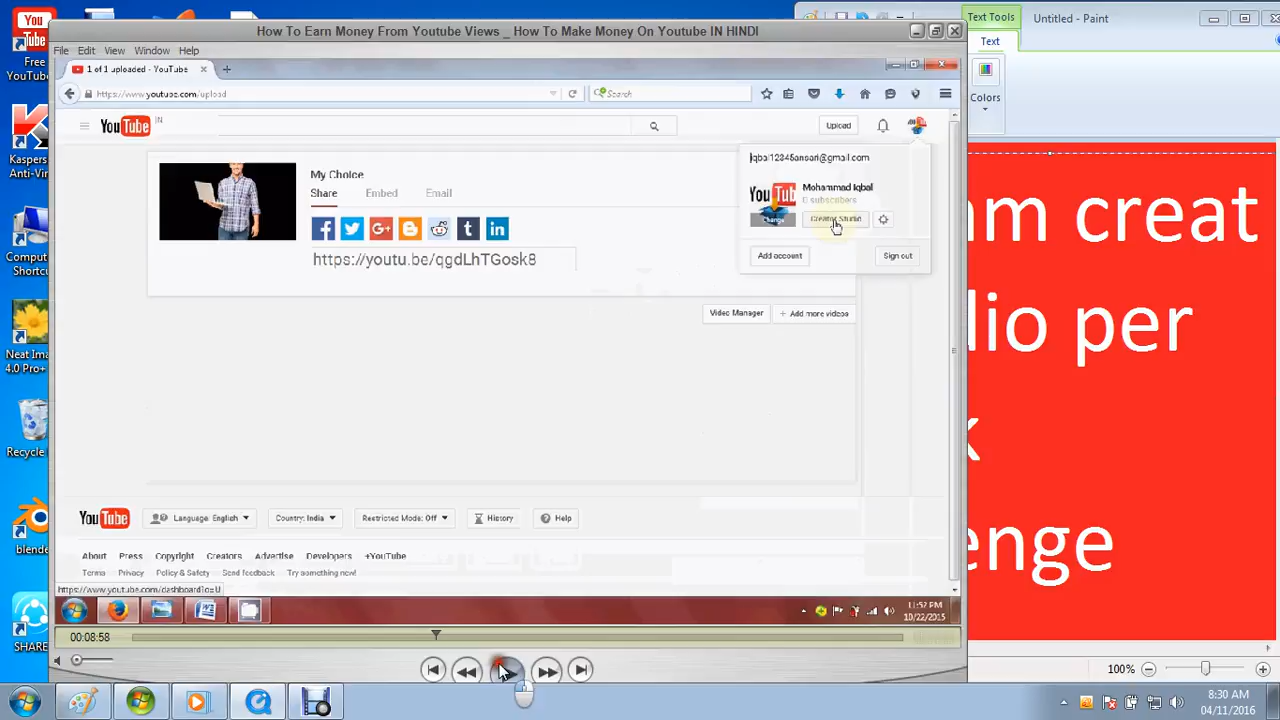 Free
YouTube
Kaspers
Anti-Vir
Comput
Shortcu
Neat Ima
4.0 Pro+
Recycle
blende
SHARE
How To Earn Money From Youtube Views _ How To Make Money On Youtube IN HINDI
File Edit View Window Help
1 of 1 uploaded - YouTube
https://www.youtube.com/upload
Search
YouTube IN
Upload
iqbal12345ansari@gmail.com
My Choice
Mohammad Iqbal
Share Embed Email
0 subscribers
Change
Creator Studio
Add account Sign out
https://youtu.be/qgdLhTGosk8
Video Manager + Add more videos
YouTube Language: English Country: India Restricted Mode: Off History Help
About Press Copyright Creators Advertise Developers +YouTube
Terms Privacy Policy & Safety Send feedback Try something new!
11:52 PM
10/22/2015
00:08:58
Text Tools
Untitled - Paint
Text
Colors
m creat
dio per
k
enge
100%
8:30 AM
04/11/2016